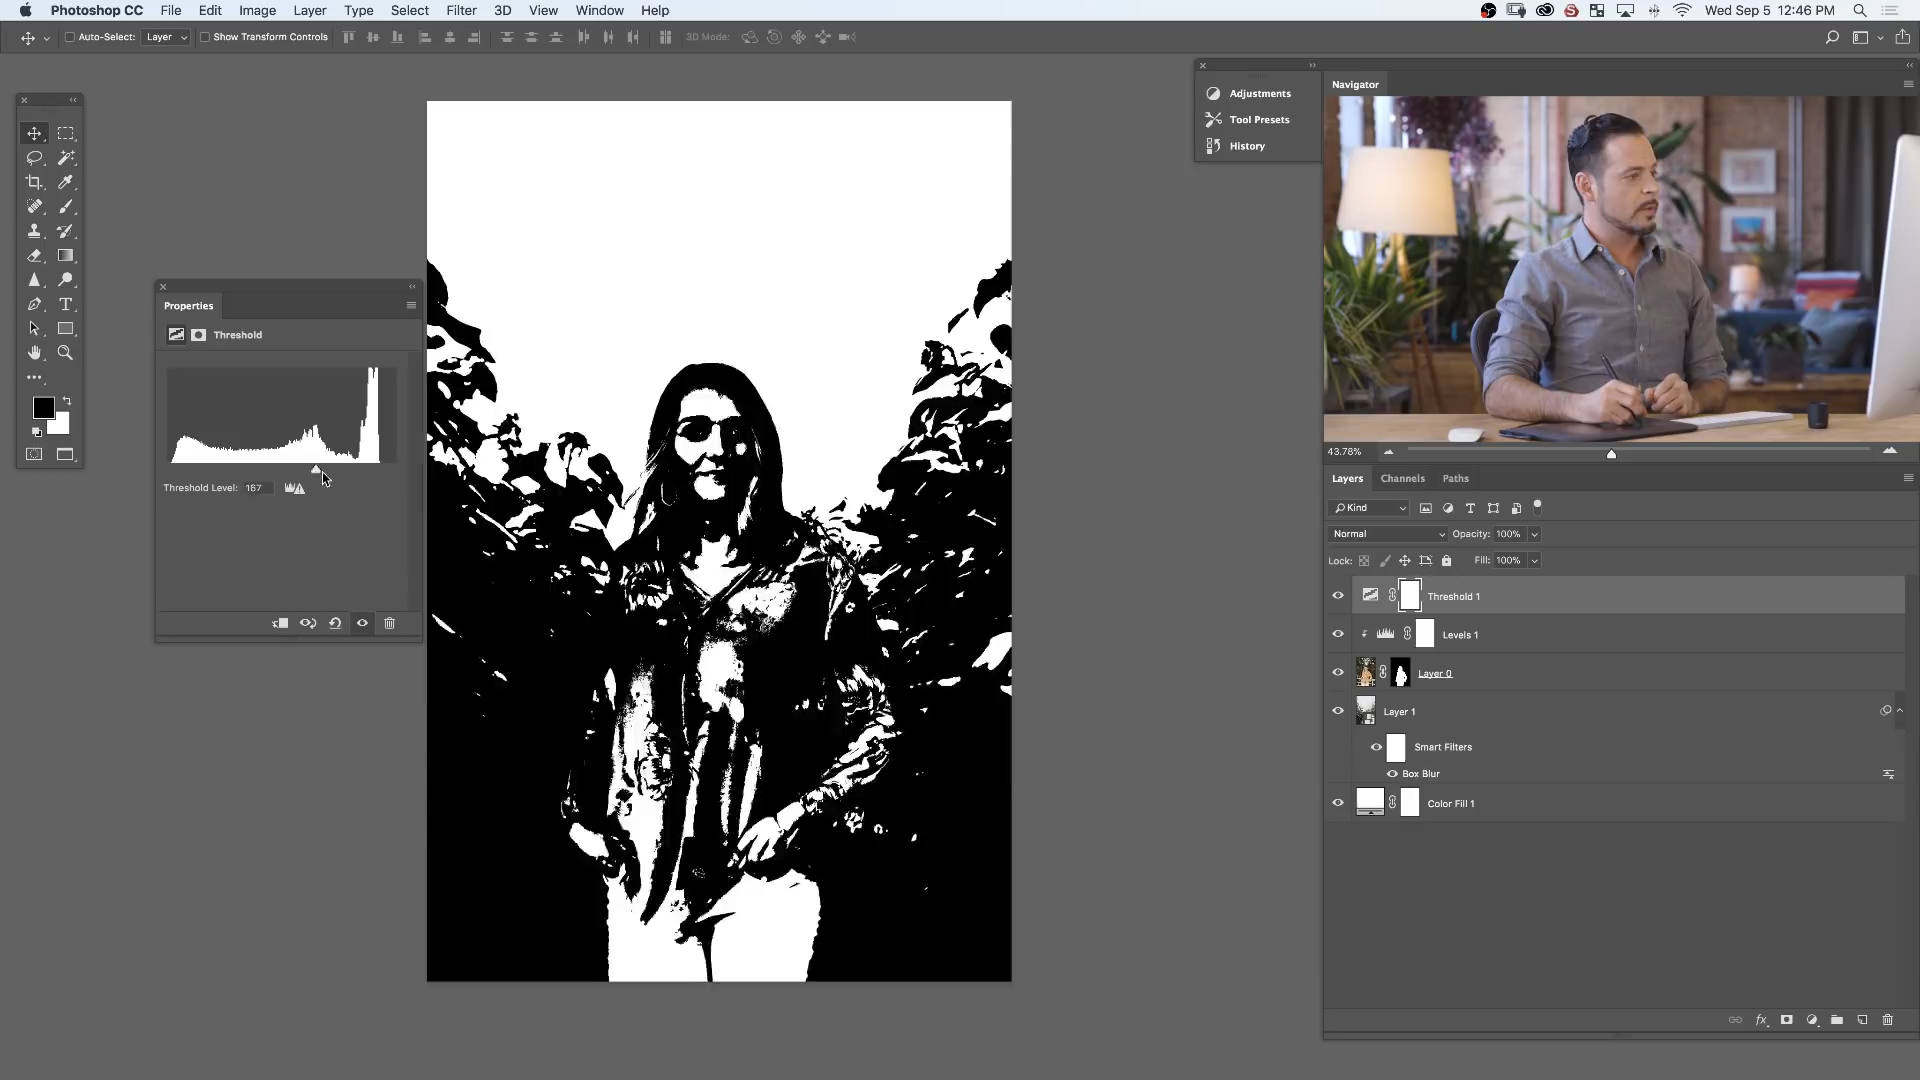 Photoshop CC File Edit Image Layer Type Select Filter 3D View Window Help Wed Sep 5 12:46 PM
Auto-Select: Layer Show Transform Controls 3D Mode:
Adjustments
Tool Presets
History
Navigator
Properties
Threshold
Threshold Level: 167
43.78%
Layers Channels Paths
Kind
Normal Opacity: 100%
Lock: Fill: 100%
Threshold 1
Levels 1
Layer 0
Layer 1
Smart Filters
Box Blur
Color Fill 1